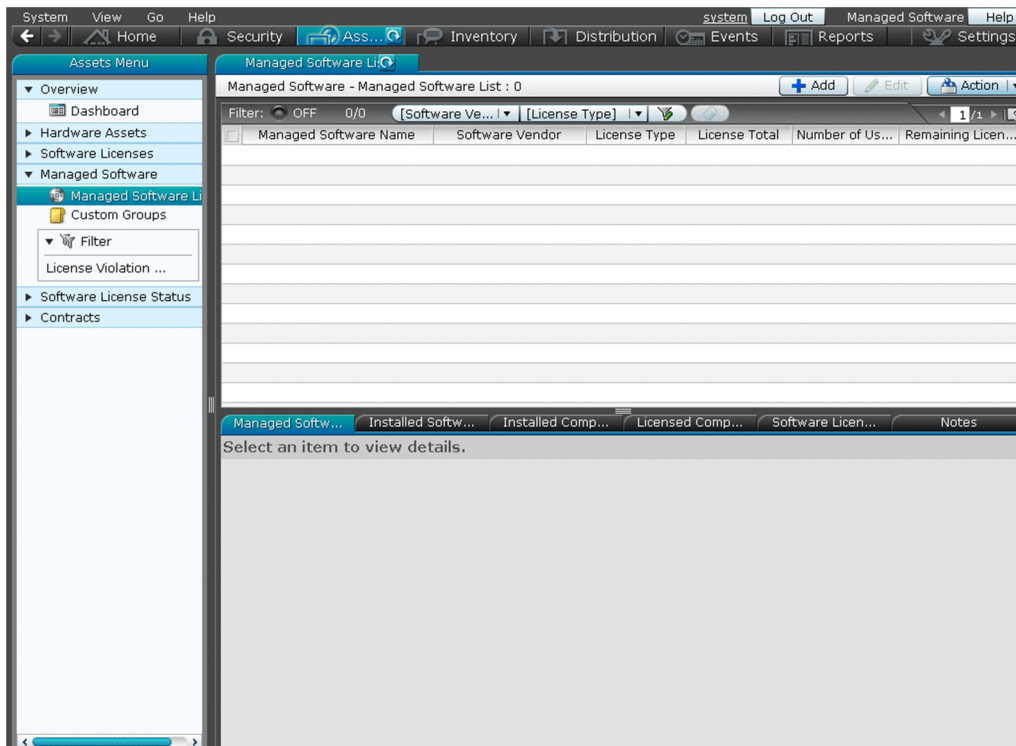 System View Go Help system Log Out Managed Software Help
Home Security Ass... Inventory Distribution Events Reports Settings
Assets Menu
Overview
Dashboard
Hardware Assets
Software Licenses
Managed Software
Managed Software Li
Custom Groups
Filter
License Violation ...
Software License Status
Contracts
Managed Software Li
Managed Software - Managed Software List : 0
Add Edit Action
Filter: OFF 0/0 [Software Ve... [License Type] 1 /1
Managed Software Name Software Vendor License Type License Total Number of Us... Remaining Licen...
Managed Softw... Installed Softw... Installed Comp... Licensed Comp... Software Licen... Notes
Select an item to view details.